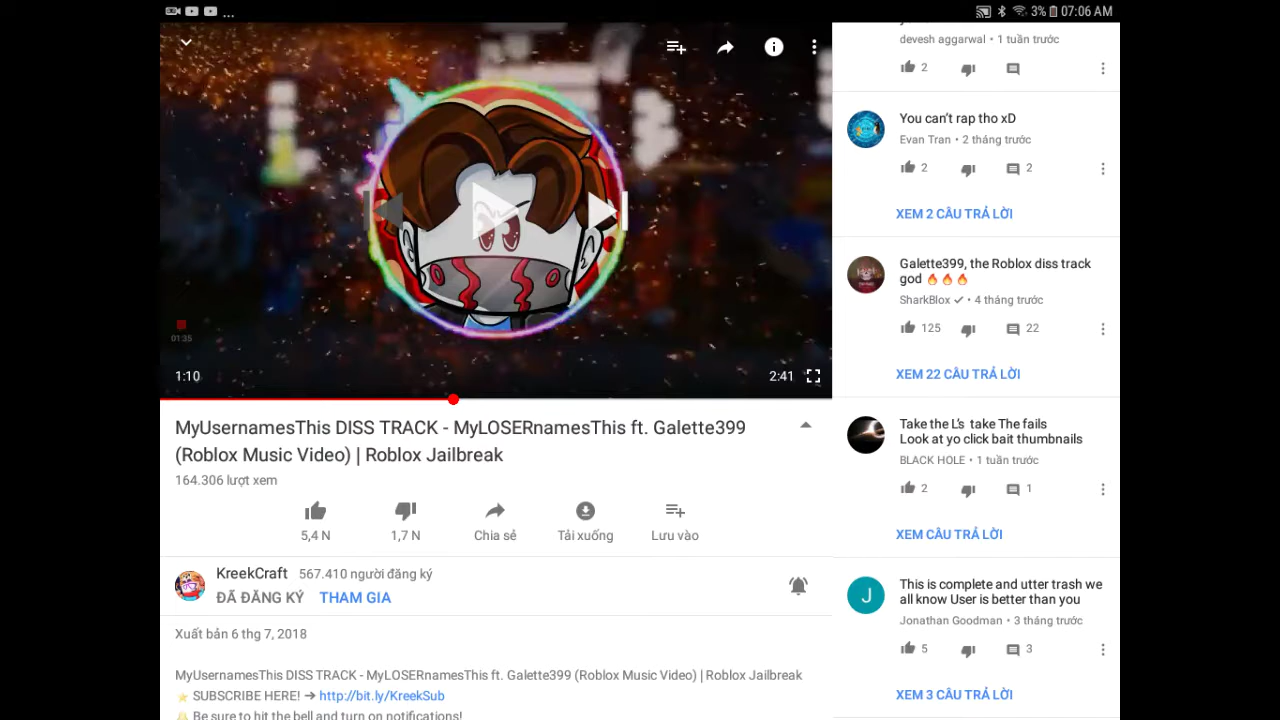 ...
3% 07:06 AM
01:35
1:10
2:41
MyUsernamesThis DISS TRACK - MyLOSERnamesThis ft. Galette399
(Roblox Music Video) | Roblox Jailbreak
164.306 lượt xem
5,4 N
1,7 N
Chia sẻ
Tải xuống
Lưu vào
KreekCraft 567.410 người đăng ký
ĐÃ ĐĂNG KÝ THAM GIA
Xuất bản 6 thg 7, 2018
MyUsernamesThis DISS TRACK - MyLOSERnamesThis ft. Galette399 (Roblox Music Video) | Roblox Jailbreak
⭐ SUBSCRIBE HERE! ➔ http://bit.ly/KreekSub
🔔 Be sure to hit the bell and turn on notifications!
devesh aggarwal • 1 tuần trước
2
You can't rap tho xD
Evan Tran • 2 tháng trước
2 2
XEM 2 CÂU TRẢ LỜI
Galette399, the Roblox diss track
god 🔥🔥🔥
SharkBlox ✓ • 4 tháng trước
125 22
XEM 22 CÂU TRẢ LỜI
Take the L's take The fails
Look at yo click bait thumbnails
BLACK HOLE • 1 tuần trước
2 1
XEM CÂU TRẢ LỜI
J
This is complete and utter trash we
all know User is better than you
Jonathan Goodman • 3 tháng trước
5 3
XEM 3 CÂU TRẢ LỜI